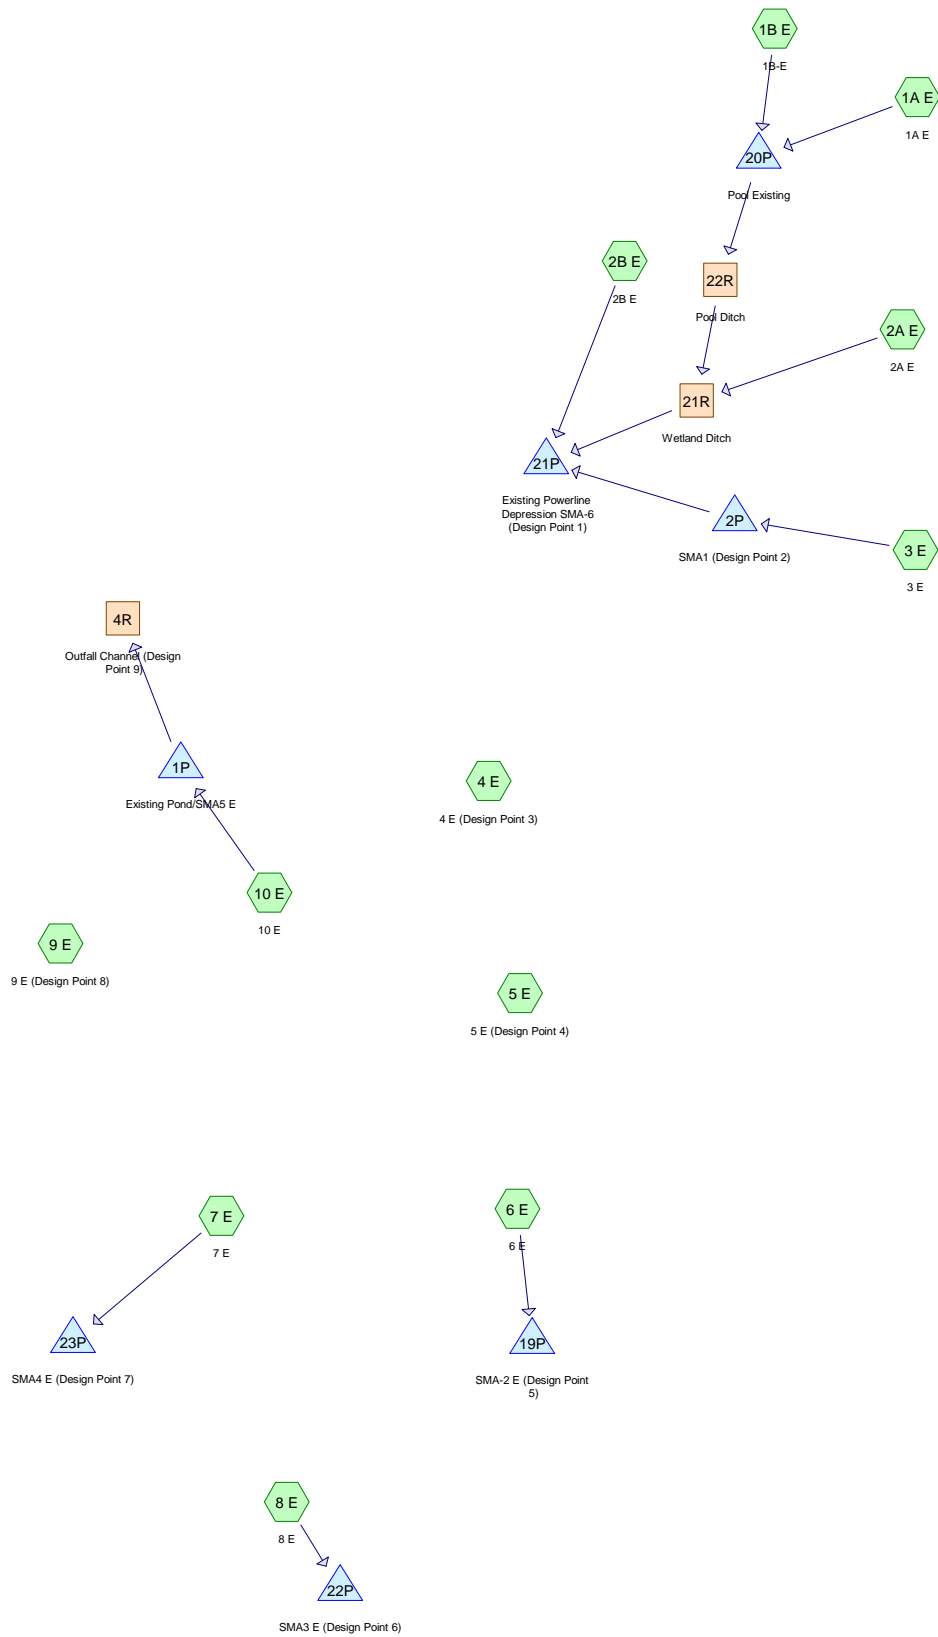 1B E
1B-E
1A E
1A E
20P
Pool Existing
2B E
2B E
22R
Pool Ditch
2A E
2A E
21R
Wetland Ditch
21P
Existing Powerline
Depression SMA-6
(Design Point 1)
2P
SMA1 (Design Point 2)
3 E
3 E
4R
Outfall Channel (Design
Point 9)
1P
Existing Pond/SMA5 E
4 E
4 E (Design Point 3)
10 E
10 E
9 E
9 E (Design Point 8)
5 E
5 E (Design Point 4)
7 E
7 E
6 E
6 E
23P
SMA4 E (Design Point 7)
19P
SMA-2 E (Design Point
5)
8 E
8 E
22P
SMA3 E (Design Point 6)